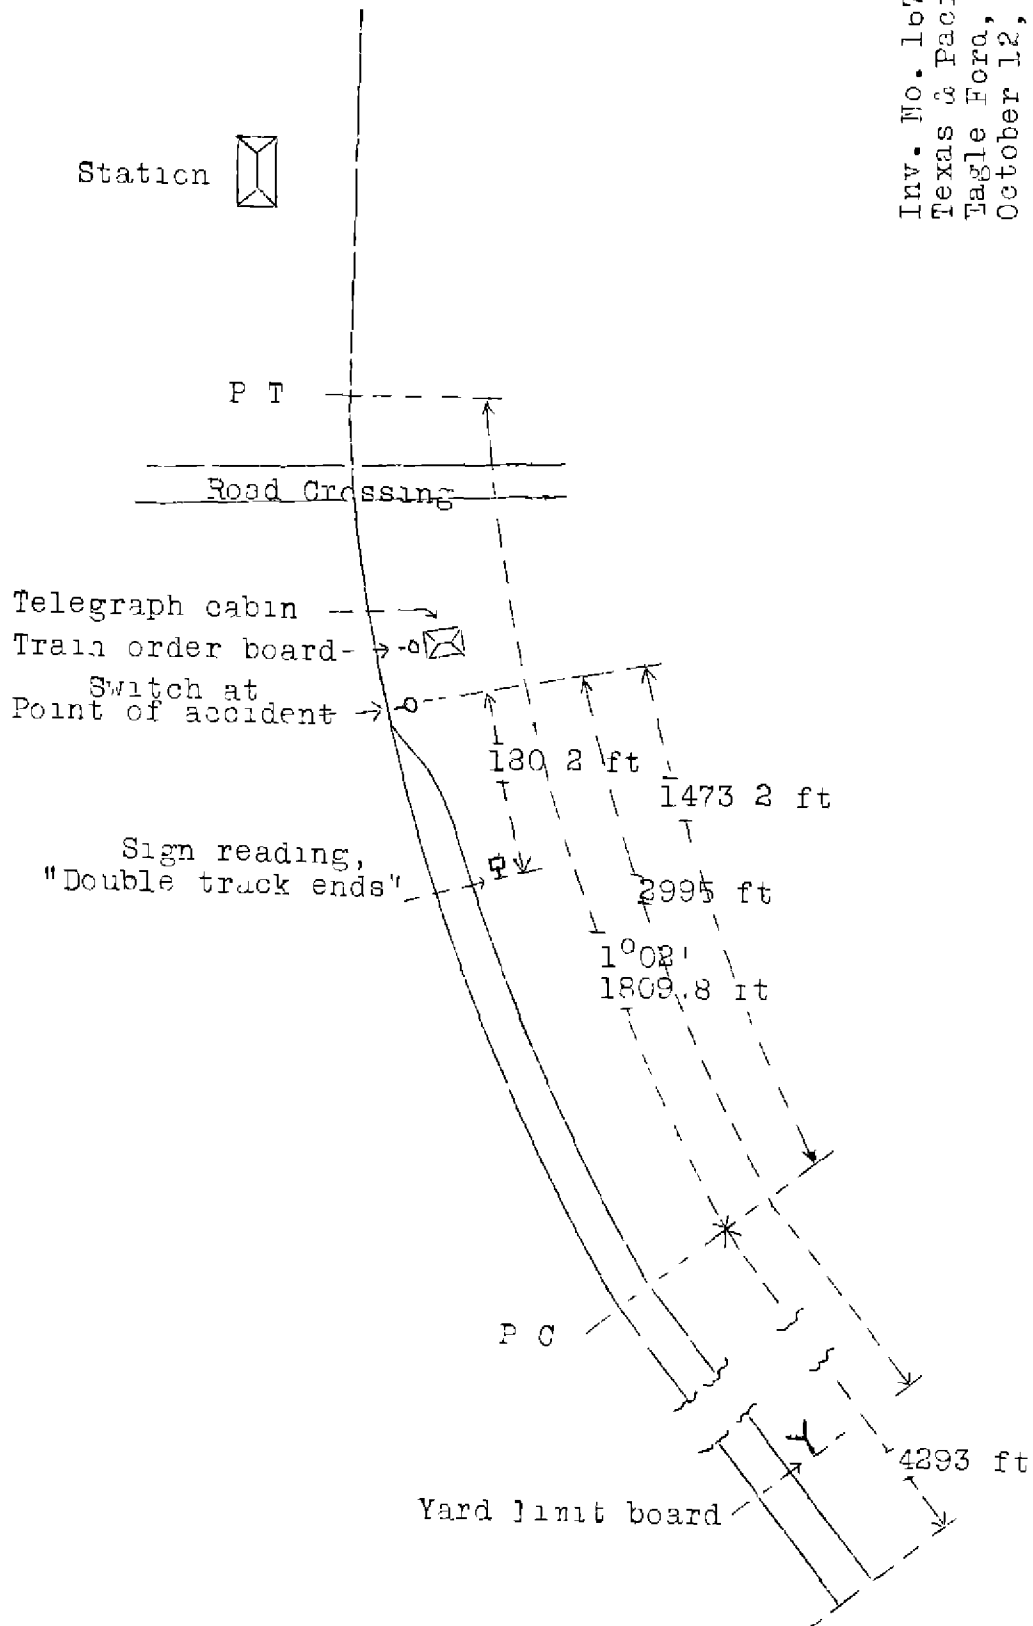 Inv. No. 167
Texas & Paci
Eagle Ford,
October 12,
Station
P T
Road Crossing
Telegraph cabin
Train order board
Switch at
Point of accident
180 2 ft
1473 2 ft
Sign reading,
"Double track ends"
2995 ft
1°02'
1809.8 ft
P C
4293 ft
Yard limit board